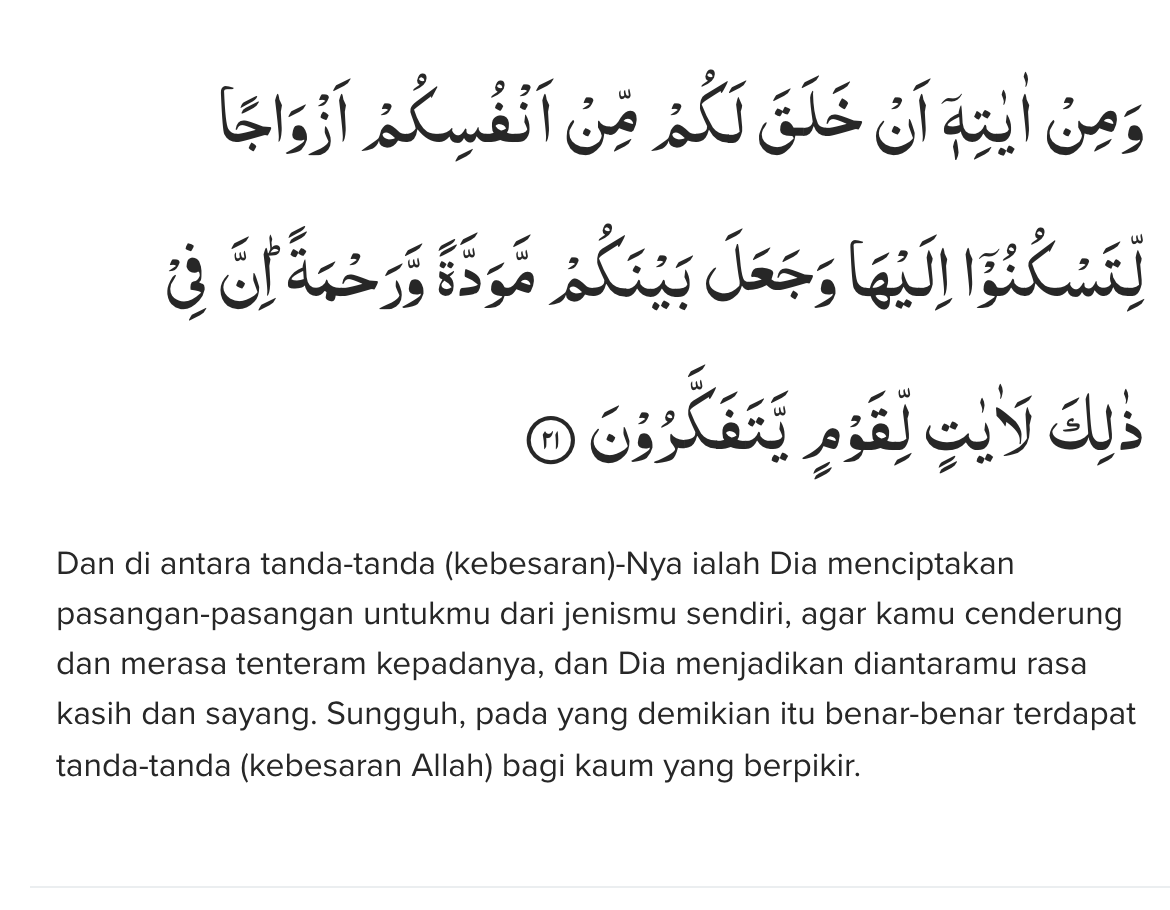 وَمِنْ اٰيٰتِهٖٓ اَنْ خَلَقَ لَكُمْ مِّنْ اَنْفُسِكُمْ اَزْوَاجًا
لِّتَسْكُنُوْٓا اِلَيْهَا وَجَعَلَ بَيْنَكُمْ مَّوَدَّةً وَّرَحْمَةً ۗاِنَّ فِيْ
ذٰلِكَ لَاٰيٰتٍ لِّقَوْمٍ يَّتَفَكَّرُوْنَ ٢١
Dan di antara tanda-tanda (kebesaran)-Nya ialah Dia menciptakan
pasangan-pasangan untukmu dari jenismu sendiri, agar kamu cenderung
dan merasa tenteram kepadanya, dan Dia menjadikan diantaramu rasa
kasih dan sayang. Sungguh, pada yang demikian itu benar-benar terdapat
tanda-tanda (kebesaran Allah) bagi kaum yang berpikir.